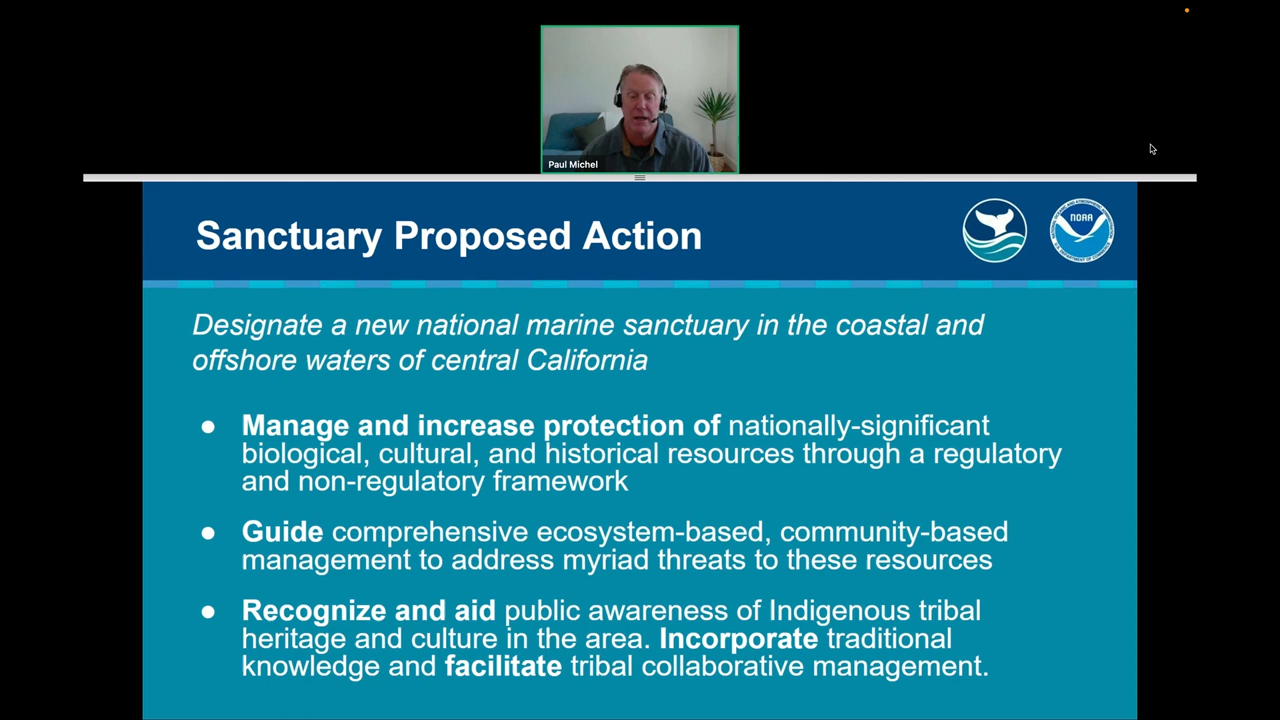 Paul Michel
Sanctuary Proposed Action
NOAA
Designate a new national marine sanctuary in the coastal and
offshore waters of central California
● Manage and increase protection of nationally-significant
biological, cultural, and historical resources through a regulatory
and non-regulatory framework
● Guide comprehensive ecosystem-based, community-based
management to address myriad threats to these resources
● Recognize and aid public awareness of Indigenous tribal
heritage and culture in the area. Incorporate traditional
knowledge and facilitate tribal collaborative management.